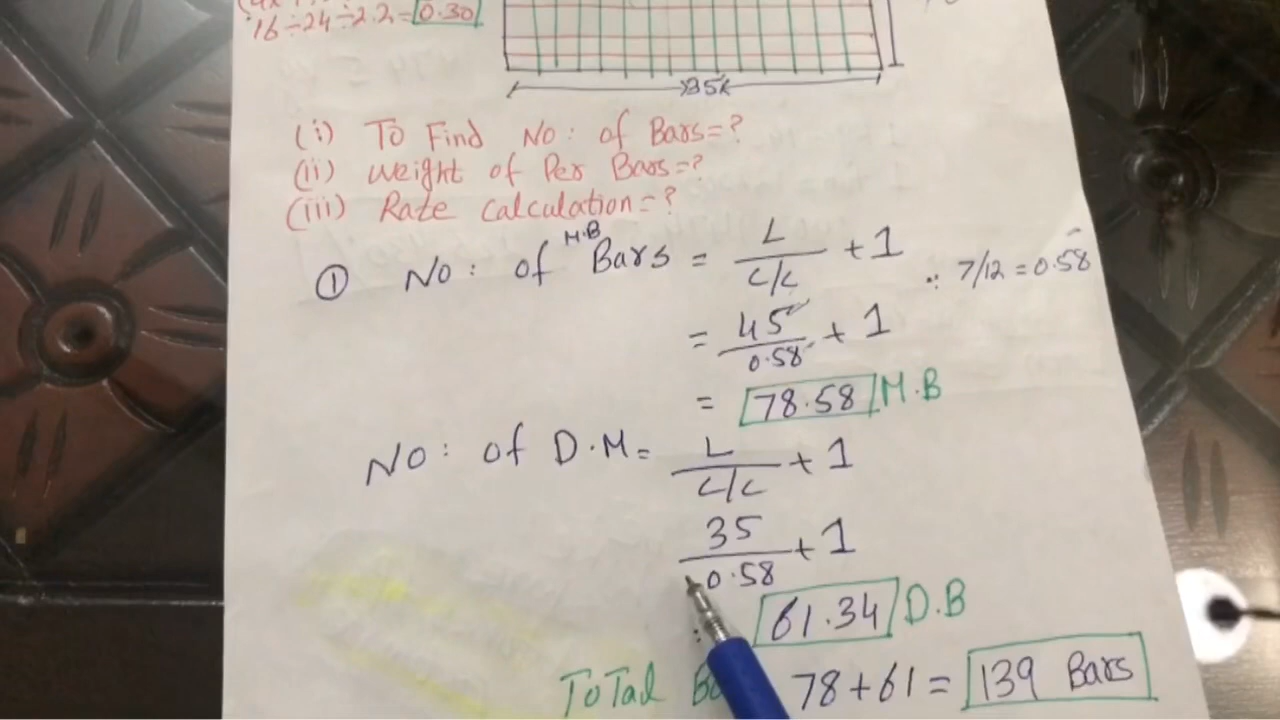 16÷24÷2.2=0.30
35
(i) To Find No: of Bars=?
(ii) Weight of Per Bars=?
(iii) Rate Calculation=?
① No: of M.B Bars = L/c/c + 1
∵ 7/12 = 0.58
= 45/0.58 + 1
= 78.58 M.B
No: of D.M = L/c/c + 1
35/0.58 + 1
61.34 D.B
ToTal 78+61= 139 Bars